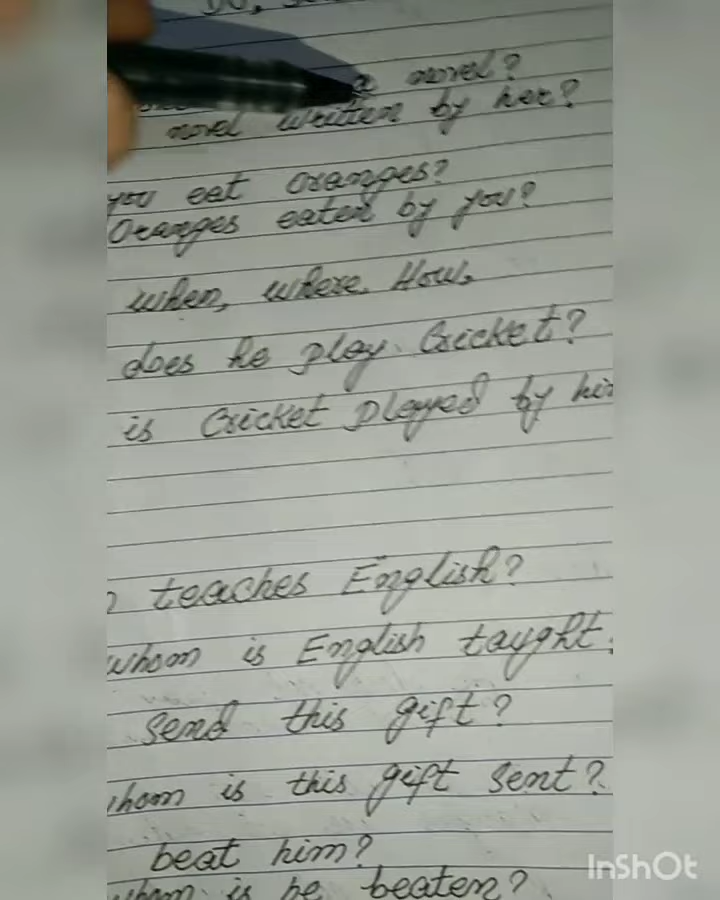 a novel?
novel written by her?
you eat Oranges?
Oranges eaten by you?
when, where. How,
does he play Cricket?
is Cricket played by
teaches English?
whom is English taught
send this gift?
is this gift sent?
beat him?
is he beaten?
InShOt